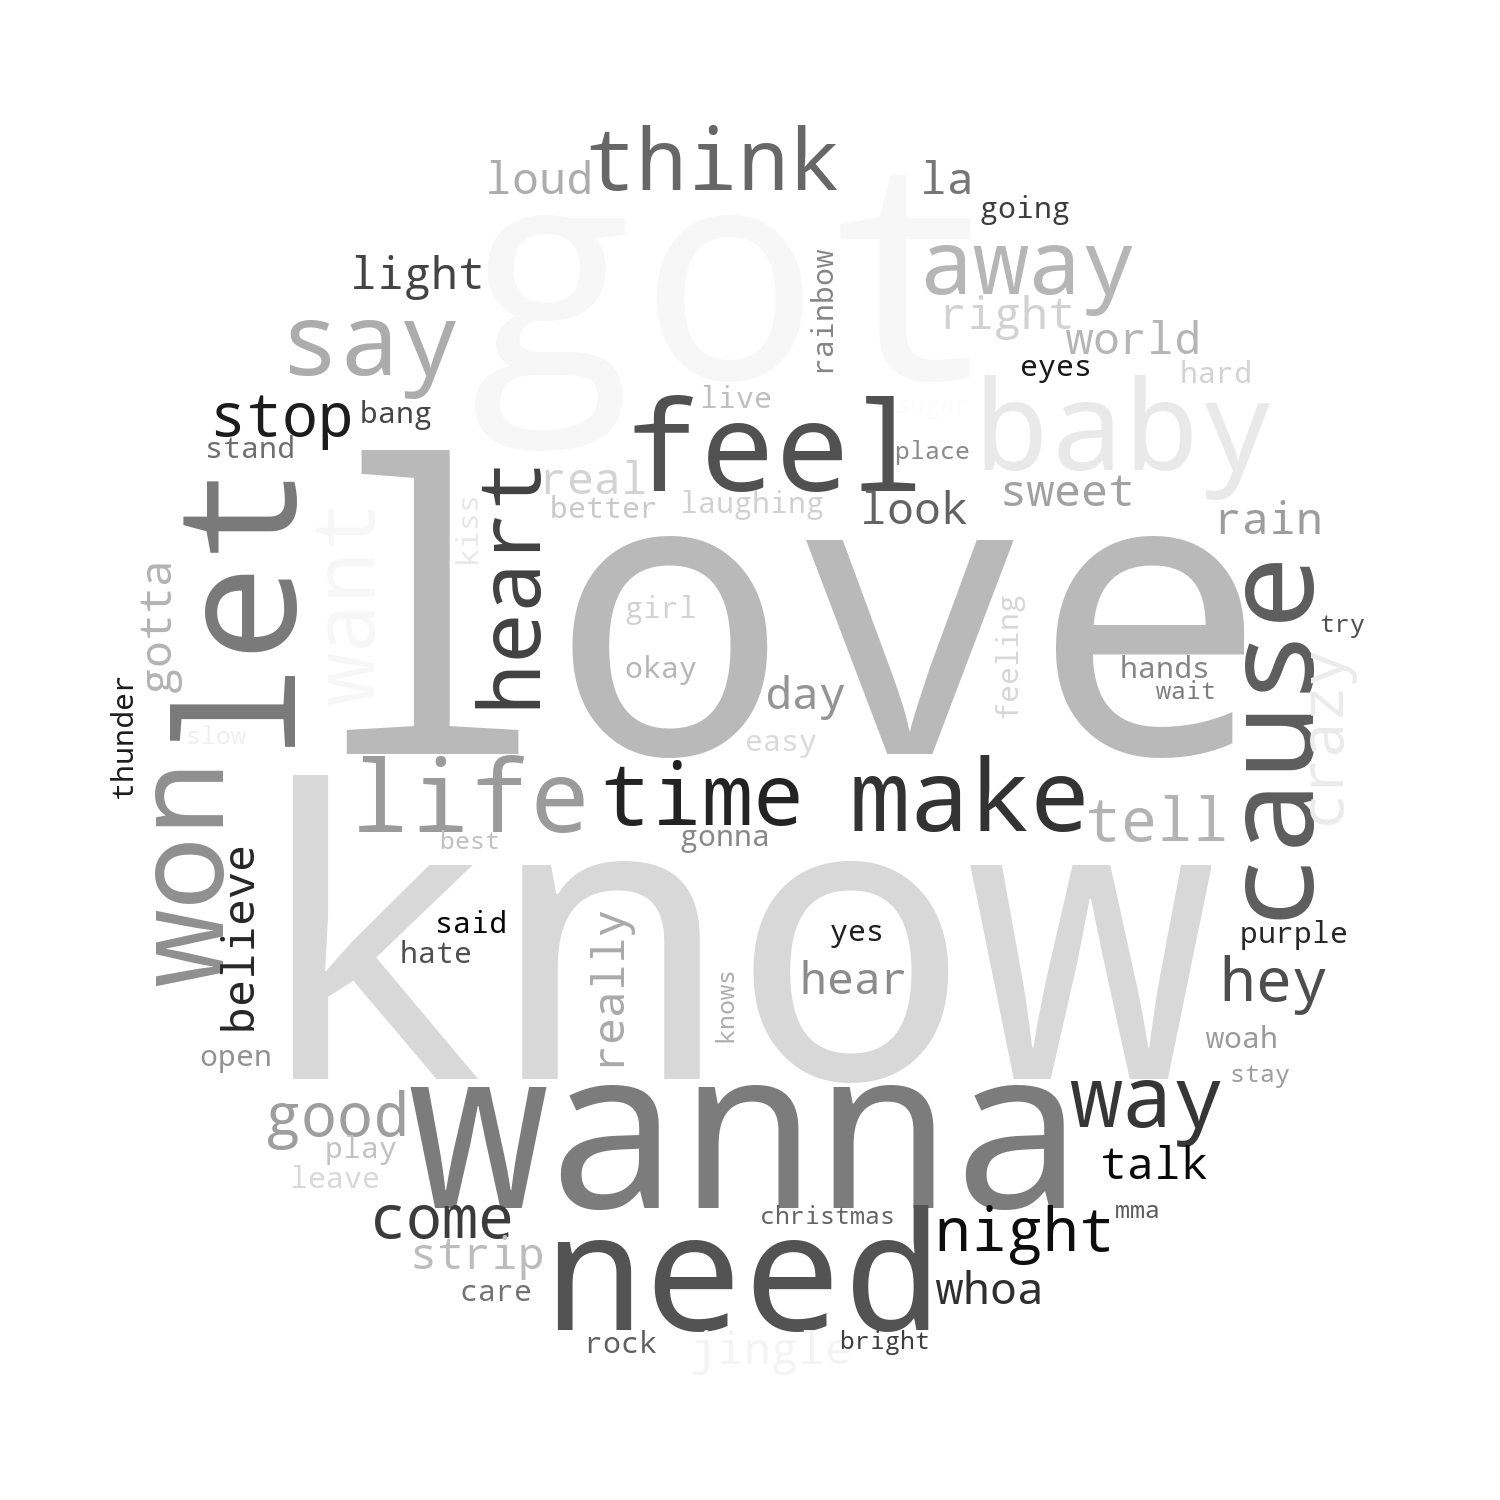 think
loud
la
going
got
away
light
rainbow
right
say
world
eyes
hard
stop
bang
live
sugar
baby
feel
stand
place
heart
real
better
laughing
look
sweet
rain
let
want
kiss
love
gotta
girl
feeling
cause
try
okay
day
hands
wait
crazy
thunder
slow
easy
won
life
time
make
tell
best
gonna
believe
know
said
hate
really
yes
hear
knows
purple
hey
open
woah
stay
good
wanna
way
play
leave
talk
come
christmas
night
mma
strip
need
care
whoa
rock
jingle
bright